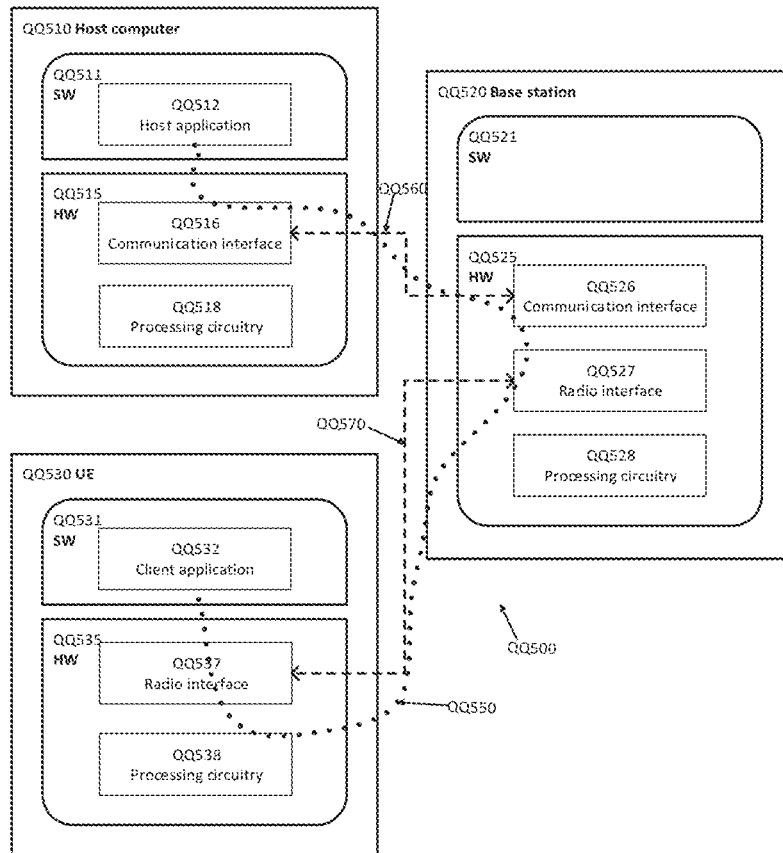 QQ510 Host computer
QQ511
SW
QQ512
Host application
QQ515
HW
QQ516
Communication interface
QQ518
Processing circuitry
QQ560
QQ520 Base station
QQ521
SW
QQ525
HW
QQ526
Communication interface
QQ527
Radio interface
QQ528
Processing circuitry
QQ570
QQ530 UE
QQ531
SW
QQ532
Client application
QQ535
HW
QQ537
Radio interface
QQ538
Processing circuitry
QQ500
QQ550